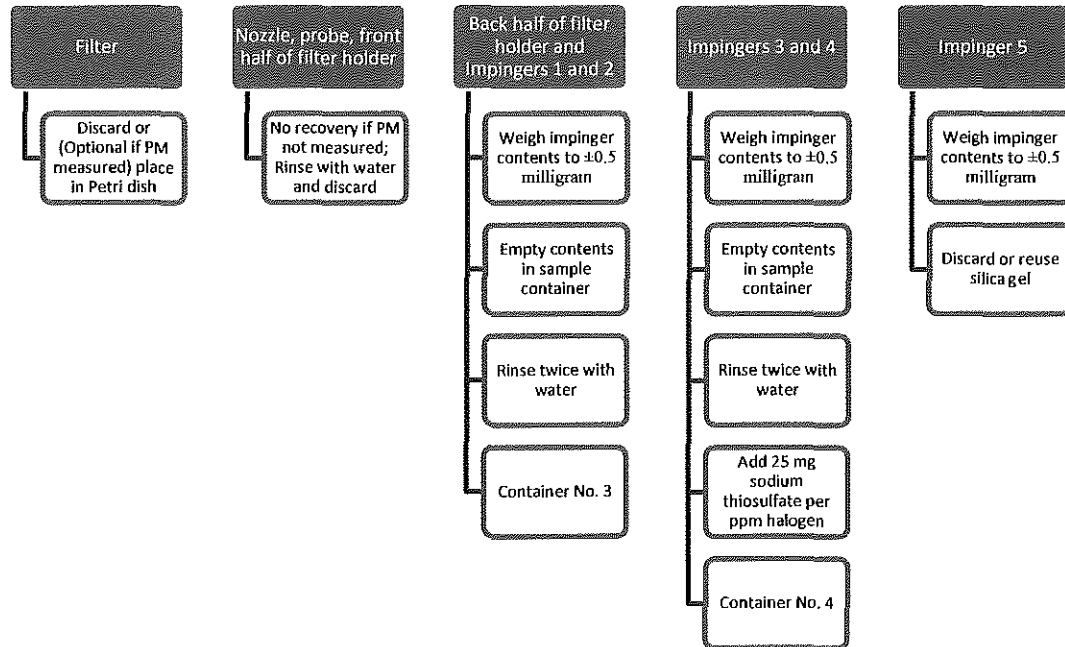 Filter
Discard or
(Optional if PM
measured) place
in Petri dish
Nozzle, probe, front
half of filter holder
No recovery if PM
not measured;
Rinse with water
and discard
Back half of filter
holder and
Impingers 1 and 2
Weigh impinger
contents to ±0.5
milligram
Empty contents
in sample
container
Rinse twice with
water
Container No. 3
Impingers 3 and 4
Weigh impinger
contents to ±0.5
milligram
Empty contents
in sample
container
Rinse twice with
water
Add 25 mg
sodium
thiosulfate per
ppm halogen
Container No. 4
Impinger 5
Weigh impinger
contents to ±0.5
milligram
Discard or reuse
silica gel